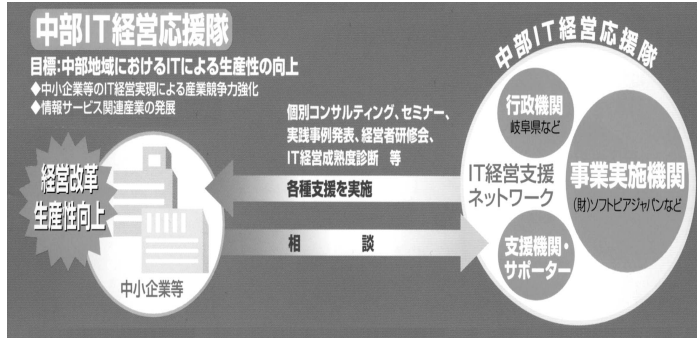 中部IT経営応援隊
目標:中部地域におけるITによる生産性の向上
◆中小企業等のIT経営実現による産業競争力強化
◆情報サービス関連産業の発展
経営改革
生産性向上
中小企業等
個別コンサルティング、セミナー、
実践事例発表、経営者研修会、
IT経営成熟度診断 等
各種支援を実施
相 談
中部IT経営応援隊
行政機関
岐阜県など
IT経営支援
ネットワーク
事業実施機関
(財)ソフトピアジャパンなど
支援機関・
サポーター